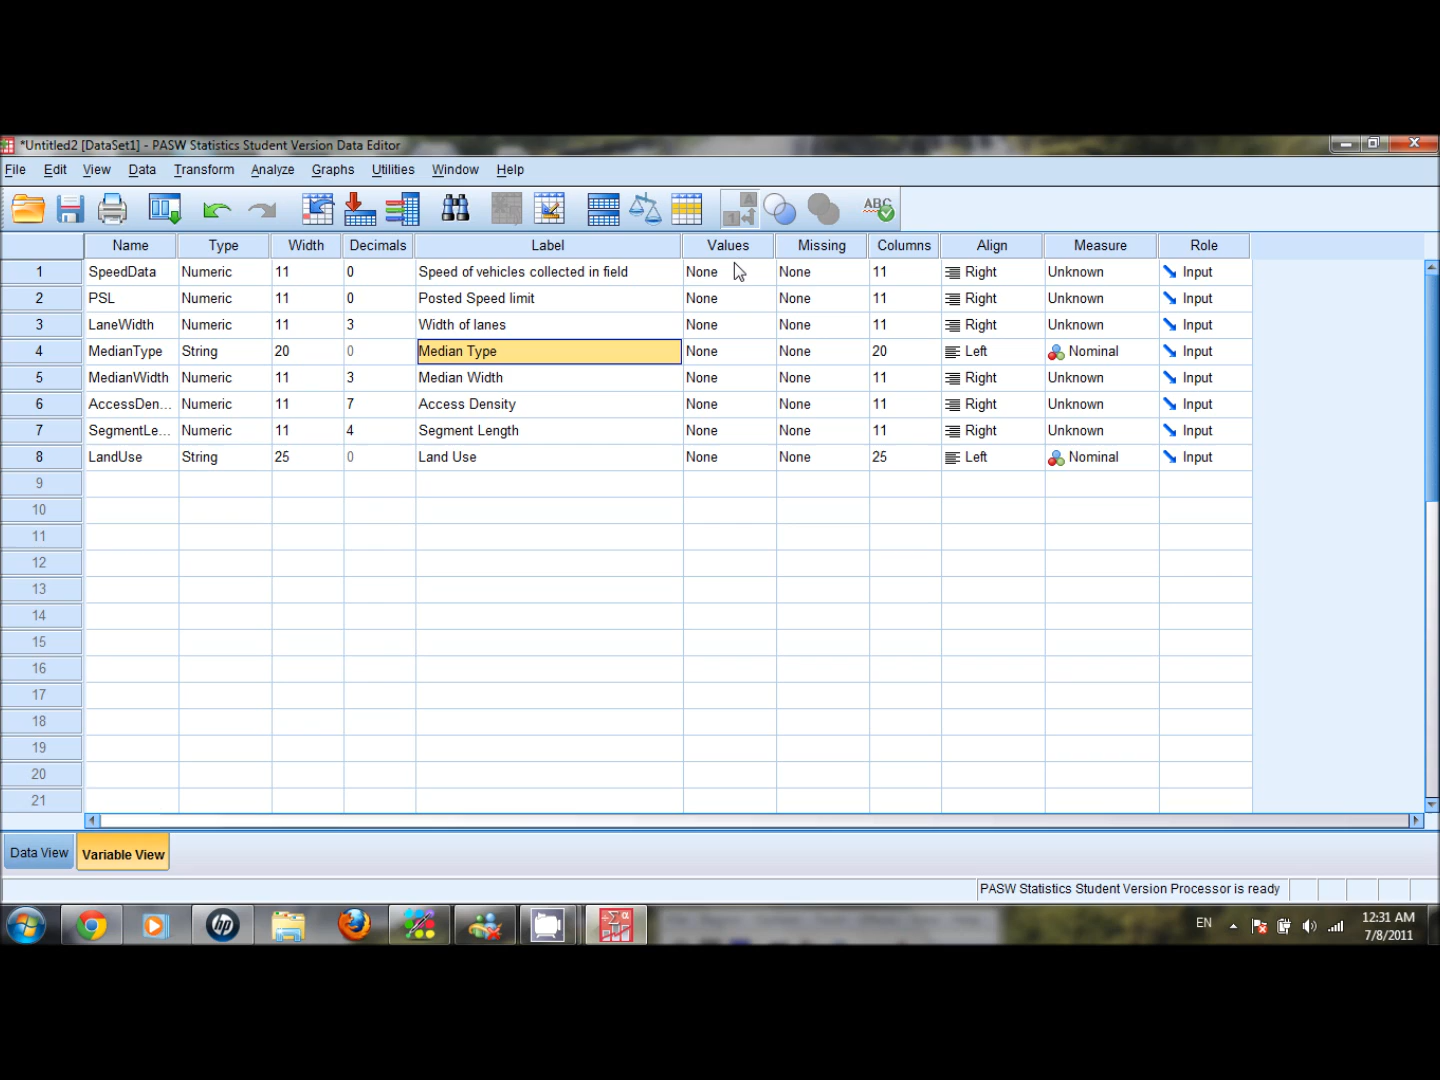 *Untitled2 [DataSet1] - PASW Statistics Student Version Data Editor
File Edit View Data Transform Analyze Graphs Utilities Window Help
Name Type Width Decimals Label Values Missing Columns Align Measure Role
1 SpeedData Numeric 11 0 Speed of vehicles collected in field None None 11 Right Unknown Input
2 PSL Numeric 11 0 Posted Speed limit None None 11 Right Unknown Input
3 LaneWidth Numeric 11 3 Width of lanes None None 11 Right Unknown Input
4 MedianType String 20 0 Median Type None None 20 Left Nominal Input
5 MedianWidth Numeric 11 3 Median Width None None 11 Right Unknown Input
6 AccessDen... Numeric 11 7 Access Density None None 11 Right Unknown Input
7 SegmentLe... Numeric 11 4 Segment Length None None 11 Right Unknown Input
8 LandUse String 25 0 Land Use None None 25 Left Nominal Input
9
10
11
12
13
14
15
16
17
18
19
20
21
Data View Variable View
PASW Statistics Student Version Processor is ready
EN 12:31 AM
7/8/2011